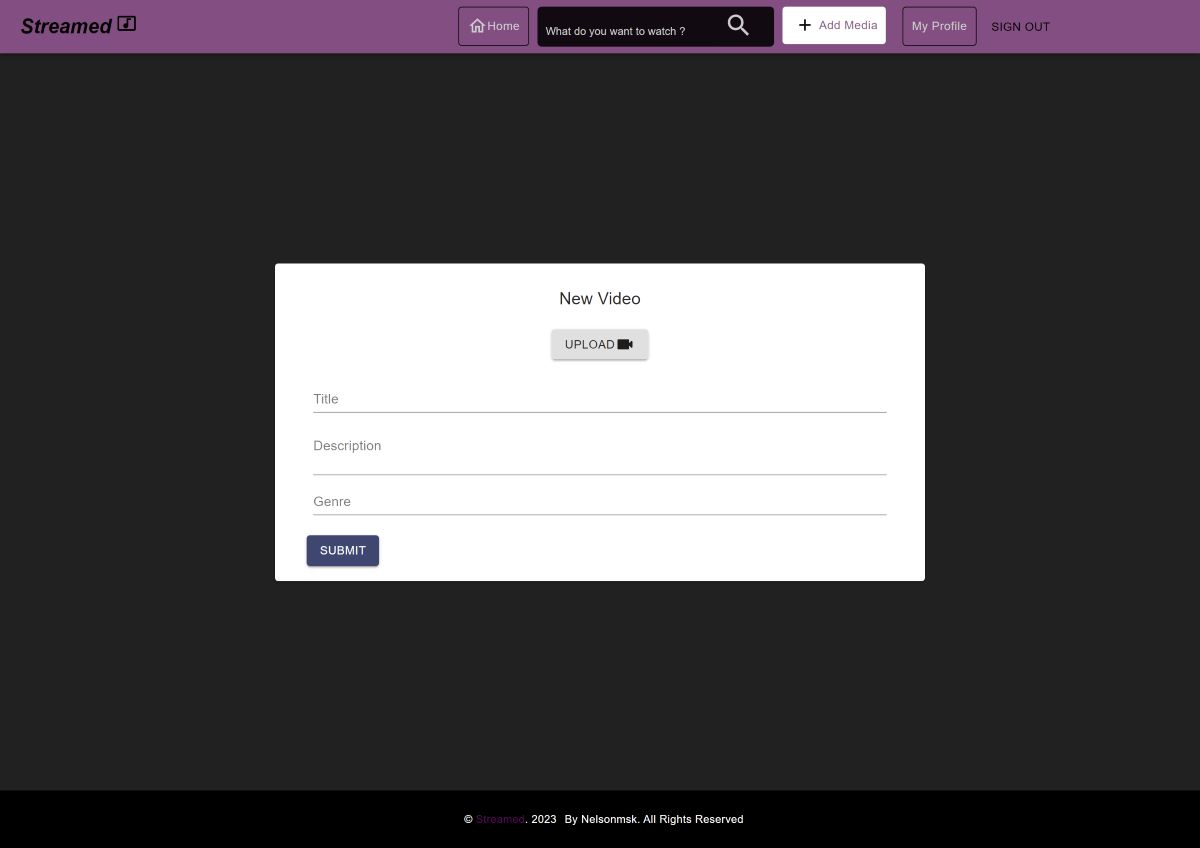 Streamed
Home
What do you want to watch ?
Add Media
My Profile
SIGN OUT
New Video
UPLOAD
Title
Description
Genre
SUBMIT
© Streamed. 2023 By Nelsonmsk. All Rights Reserved